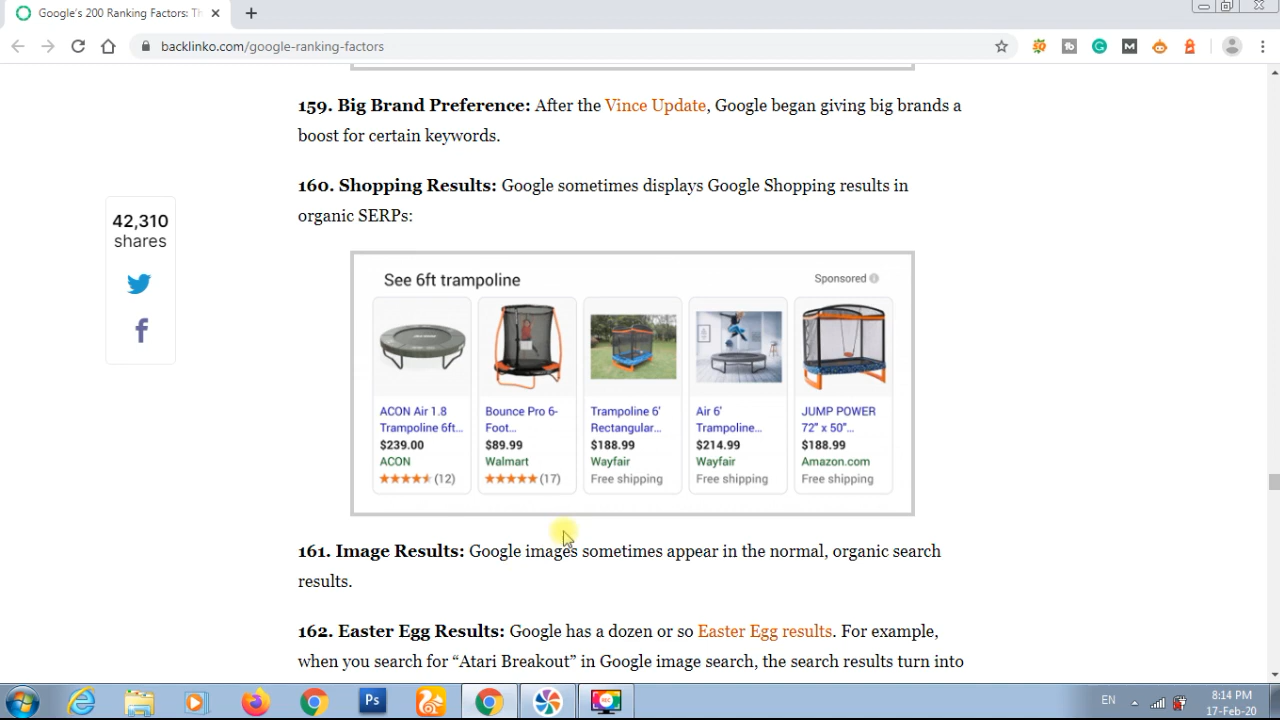 Google's 200 Ranking Factors: Th
backlinko.com/google-ranking-factors
159. Big Brand Preference: After the Vince Update, Google began giving big brands a
boost for certain keywords.
160. Shopping Results: Google sometimes displays Google Shopping results in
organic SERPs:
42,310
shares
See 6ft trampoline
Sponsored
ACON Air 1.8
Trampoline 6ft...
$239.00
ACON
(12)
Bounce Pro 6-
Foot...
$89.99
Walmart
(17)
Trampoline 6'
Rectangular...
$188.99
Wayfair
Free shipping
Air 6'
Trampoline...
$214.99
Wayfair
Free shipping
JUMP POWER
72" x 50"...
$188.99
Amazon.com
Free shipping
161. Image Results: Google images sometimes appear in the normal, organic search
results.
162. Easter Egg Results: Google has a dozen or so Easter Egg results. For example,
when you search for “Atari Breakout” in Google image search, the search results turn into
Ps
EN
8:14 PM
17-Feb-20